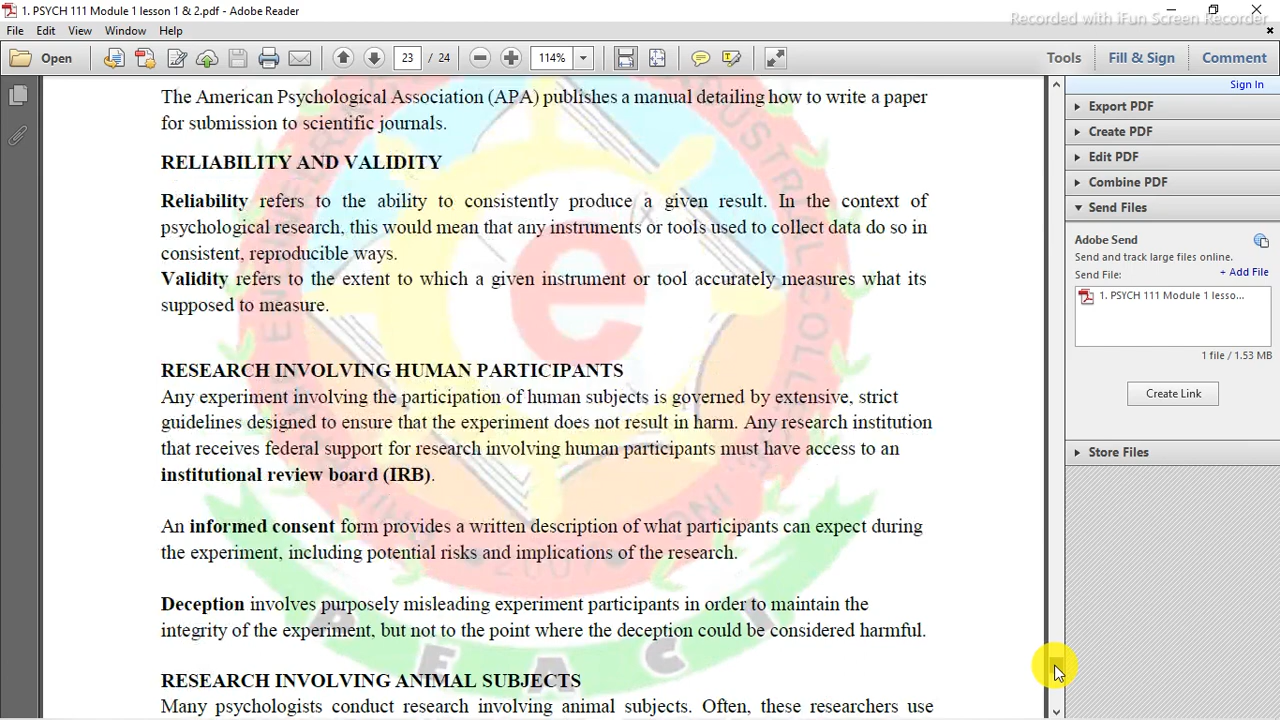 1. PSYCH 111 Module 1 lesson 1 & 2.pdf - Adobe Reader
Recorded with iFun Screen Recorder
File Edit View Window Help
Open 23 / 24 114% Tools Fill & Sign Comment
Sign In
Export PDF
Create PDF
Edit PDF
Combine PDF
Send Files
Adobe Send
Send and track large files online.
Send File: + Add File
1. PSYCH 111 Module 1 lesso...
1 file / 1.53 MB
Create Link
Store Files
The American Psychological Association (APA) publishes a manual detailing how to write a paper
for submission to scientific journals.
RELIABILITY AND VALIDITY
Reliability refers to the ability to consistently produce a given result. In the context of
psychological research, this would mean that any instruments or tools used to collect data do so in
consistent, reproducible ways.
Validity refers to the extent to which a given instrument or tool accurately measures what its
supposed to measure.
RESEARCH INVOLVING HUMAN PARTICIPANTS
Any experiment involving the participation of human subjects is governed by extensive, strict
guidelines designed to ensure that the experiment does not result in harm. Any research institution
that receives federal support for research involving human participants must have access to an
institutional review board (IRB).
An informed consent form provides a written description of what participants can expect during
the experiment, including potential risks and implications of the research.
Deception involves purposely misleading experiment participants in order to maintain the
integrity of the experiment, but not to the point where the deception could be considered harmful.
RESEARCH INVOLVING ANIMAL SUBJECTS
Many psychologists conduct research involving animal subjects. Often, these researchers use
e
P E A C I